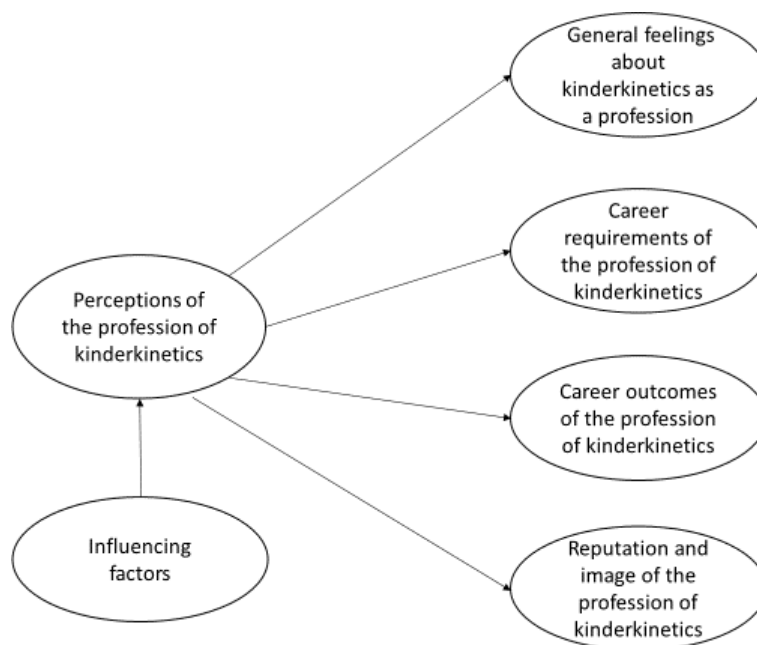 General feelings
about
kinderkinetics as
a profession
Career
requirements of
the profession of
kinderkinetics
Perceptions of
the profession of
kinderkinetics
Career outcomes
of the profession
of kinderkinetics
Influencing
factors
Reputation and
image of the
profession of
kinderkinetics